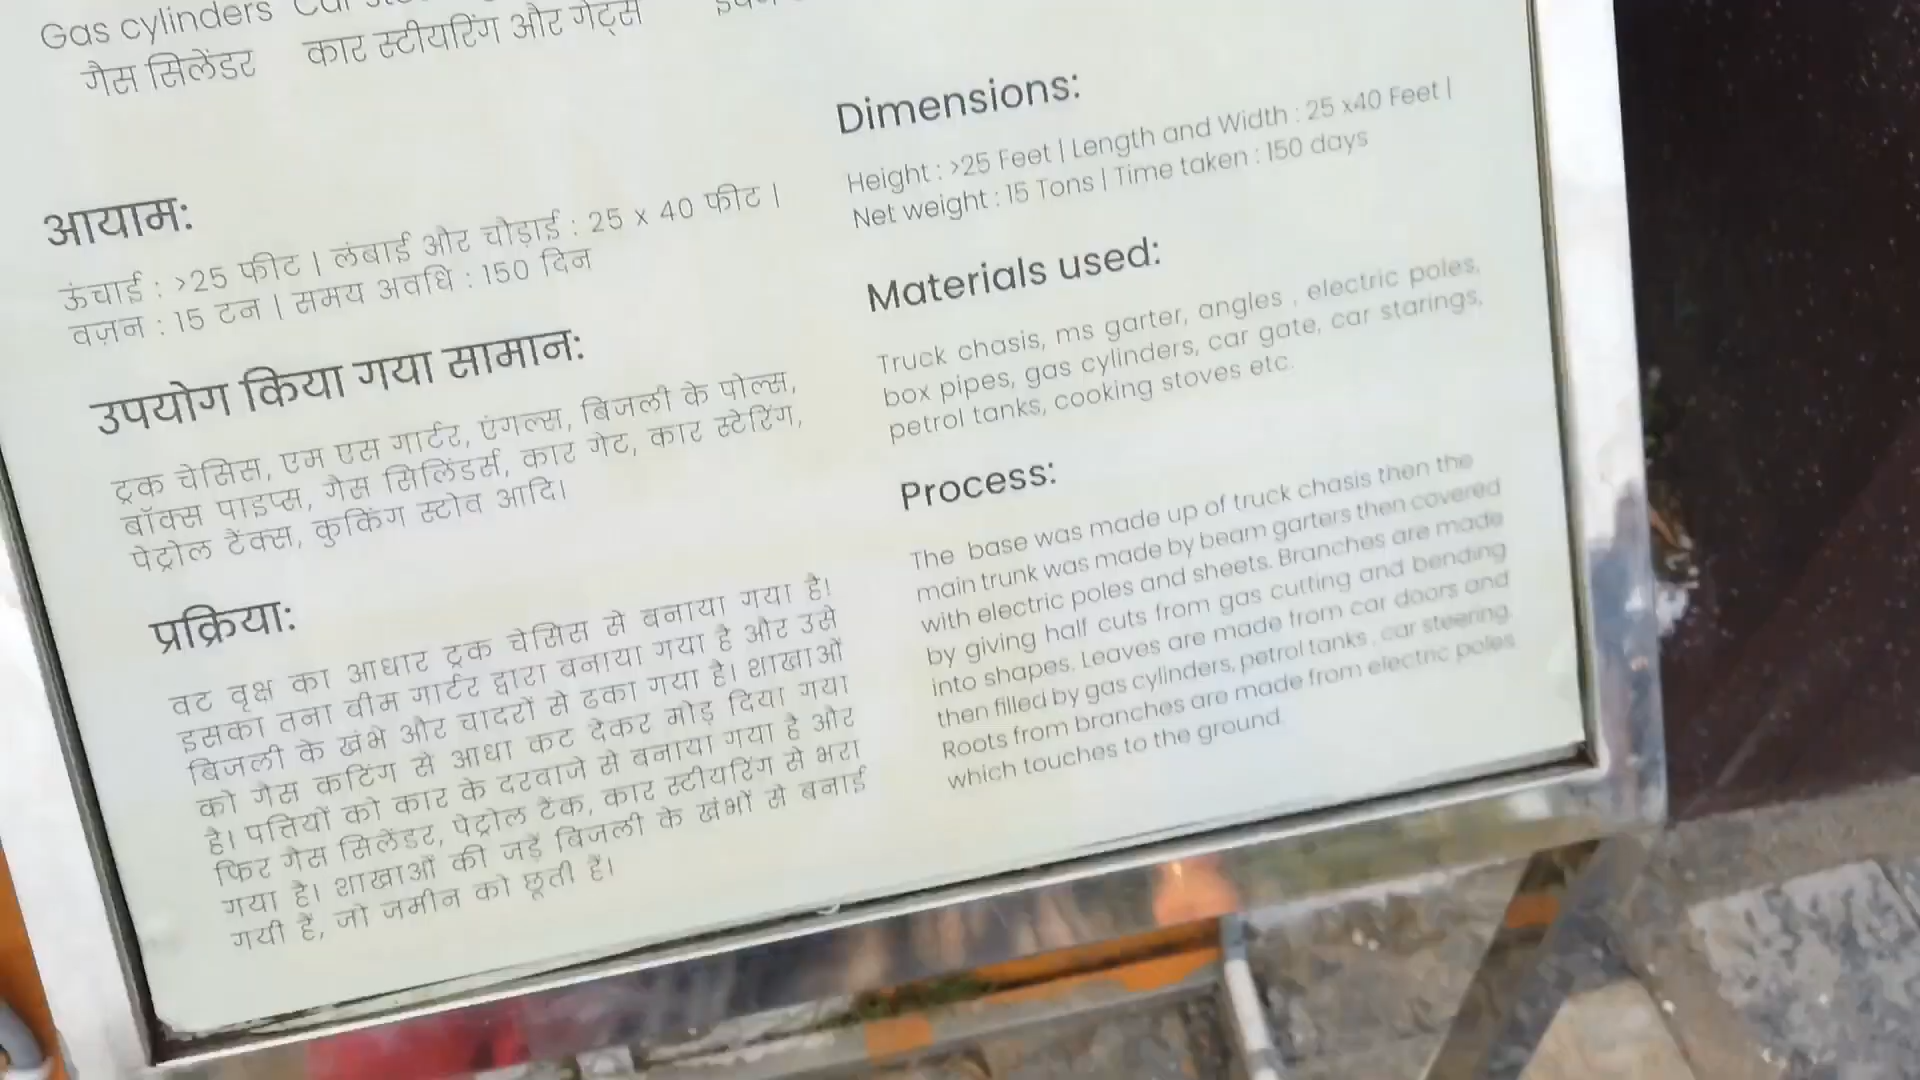 Gas cylinders
गैस सिलेंडर कार स्टीयरिंग और गेट्स
आयाम:
ऊंचाई : >25 फीट | लंबाई और चौड़ाई : 25 x 40 फीट |
वज़न : 15 टन | समय अवधि : 150 दिन
उपयोग किया गया सामान:
ट्रक चेसिस, एम एस गार्टर, एंगल्स, बिजली के पोल्स,
बॉक्स पाइप्स, गैस सिलिंडर्स, कार गेट, कार स्टेरिंग,
पेट्रोल टैंक्स, कुकिंग स्टोव आदि।
प्रक्रिया:
वट वृक्ष का आधार ट्रक चेसिस से बनाया गया है।
इसका तना बीम गार्टर द्वारा बनाया गया है और उसे
बिजली के खंभे और चादरों से ढका गया है। शाखाओं
को गैस कटिंग से आधा कट देकर मोड़ दिया गया
है। पत्तियों को कार के दरवाजे से बनाया गया है और
फिर गैस सिलेंडर, पेट्रोल टैंक, कार स्टीयरिंग से भरा
गया है। शाखाओं की जड़ें बिजली के खंभों से बनाई
गयी हैं, जो जमीन को छूती हैं।
Dimensions:
Height : >25 Feet | Length and Width : 25 x40 Feet |
Net weight : 15 Tons | Time taken : 150 days
Materials used:
Truck chasis, ms garter, angles , electric poles,
box pipes, gas cylinders, car gate, car starings,
petrol tanks, cooking stoves etc.
Process:
The base was made up of truck chasis then the
main trunk was made by beam garters then covered
with electric poles and sheets. Branches are made
by giving half cuts from gas cutting and bending
into shapes. Leaves are made from car doors and
then filled by gas cylinders, petrol tanks , car steering.
Roots from branches are made from electric poles
which touches to the ground.